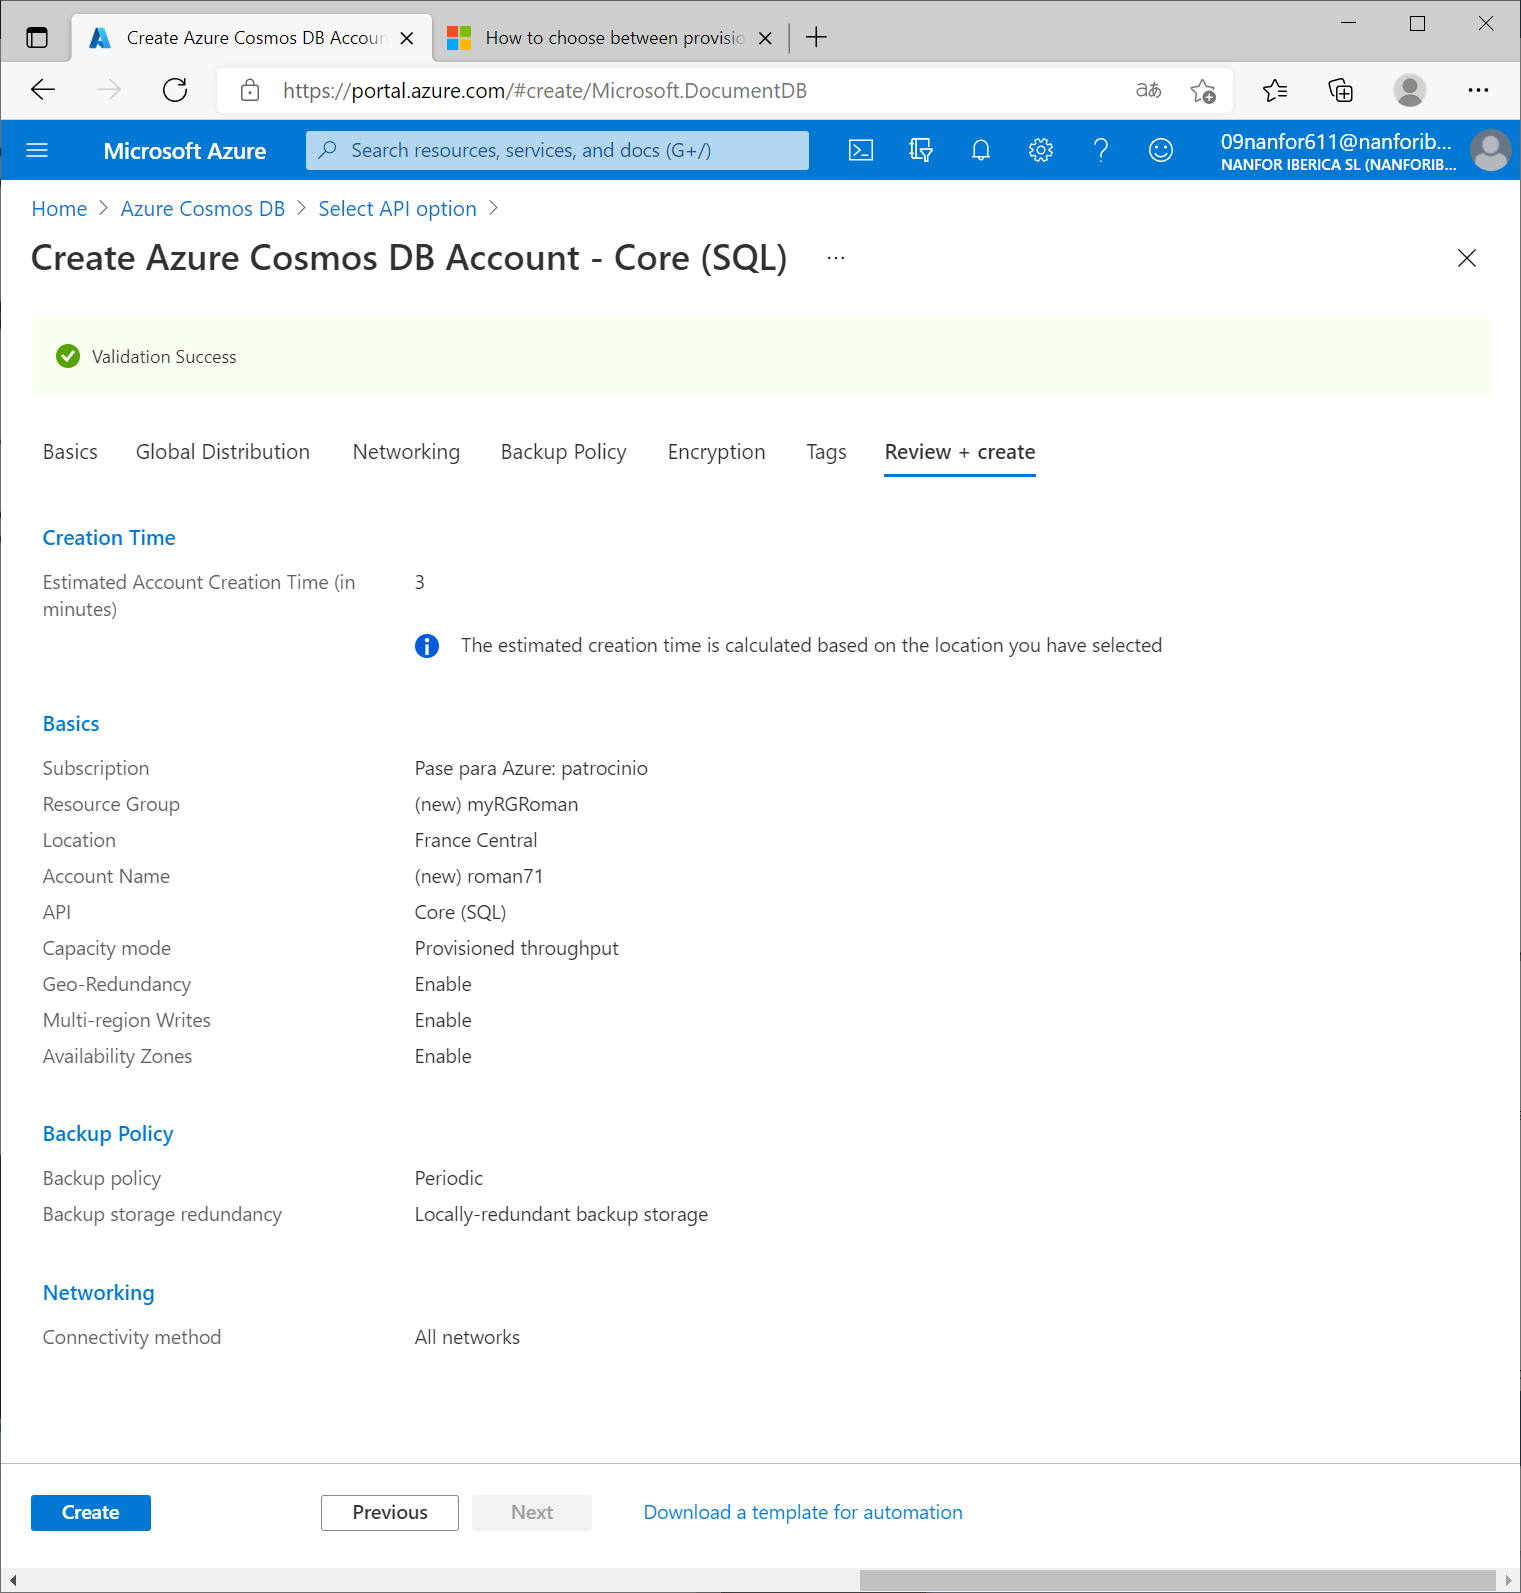 Create Azure Cosmos DB Accoun
How to choose between provisio
https://portal.azure.com/#create/Microsoft.DocumentDB
aあ
Microsoft Azure
Search resources, services, and docs (G+/)
09nanfor611@nanforib...
NANFOR IBERICA SL (NANFORIB...
Home > Azure Cosmos DB > Select API option >
Create Azure Cosmos DB Account - Core (SQL) ...
Validation Success
Basics Global Distribution Networking Backup Policy Encryption Tags Review + create
Creation Time
Estimated Account Creation Time (in minutes) 3
The estimated creation time is calculated based on the location you have selected
Basics
Subscription Pase para Azure: patrocinio
Resource Group (new) myRGRoman
Location France Central
Account Name (new) roman71
API Core (SQL)
Capacity mode Provisioned throughput
Geo-Redundancy Enable
Multi-region Writes Enable
Availability Zones Enable
Backup Policy
Backup policy Periodic
Backup storage redundancy Locally-redundant backup storage
Networking
Connectivity method All networks
Create Previous Next Download a template for automation